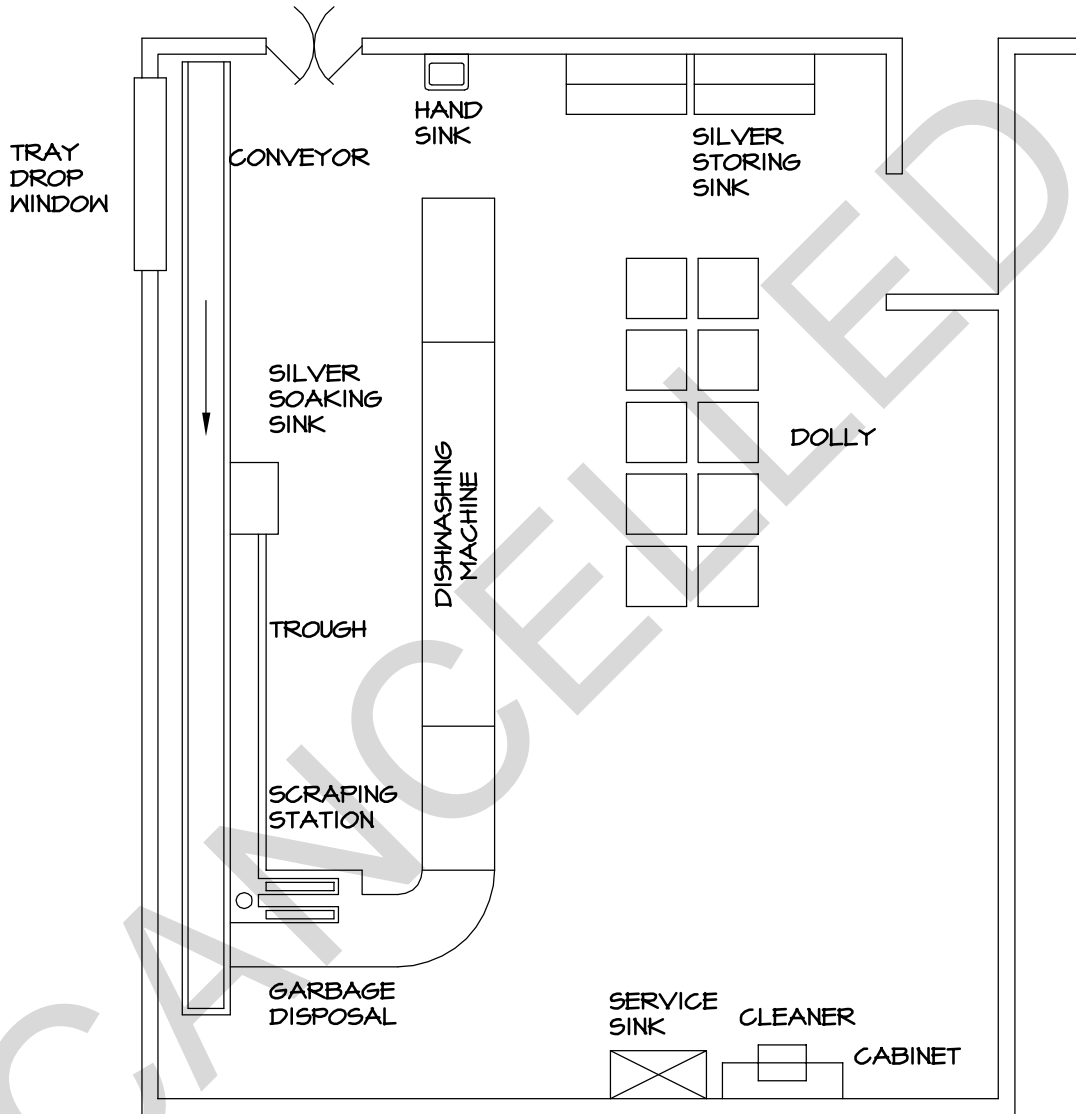 HAND
SINK
SILVER
STORING
SINK
TRAY
DROP
WINDOW
CONVEYOR
SILVER
SOAKING
SINK
DOLLY
DISHWASHING
MACHINE
TROUGH
SCRAPING
STATION
GARBAGE
DISPOSAL
SERVICE
SINK
CLEANER
CABINET
CANCELLED